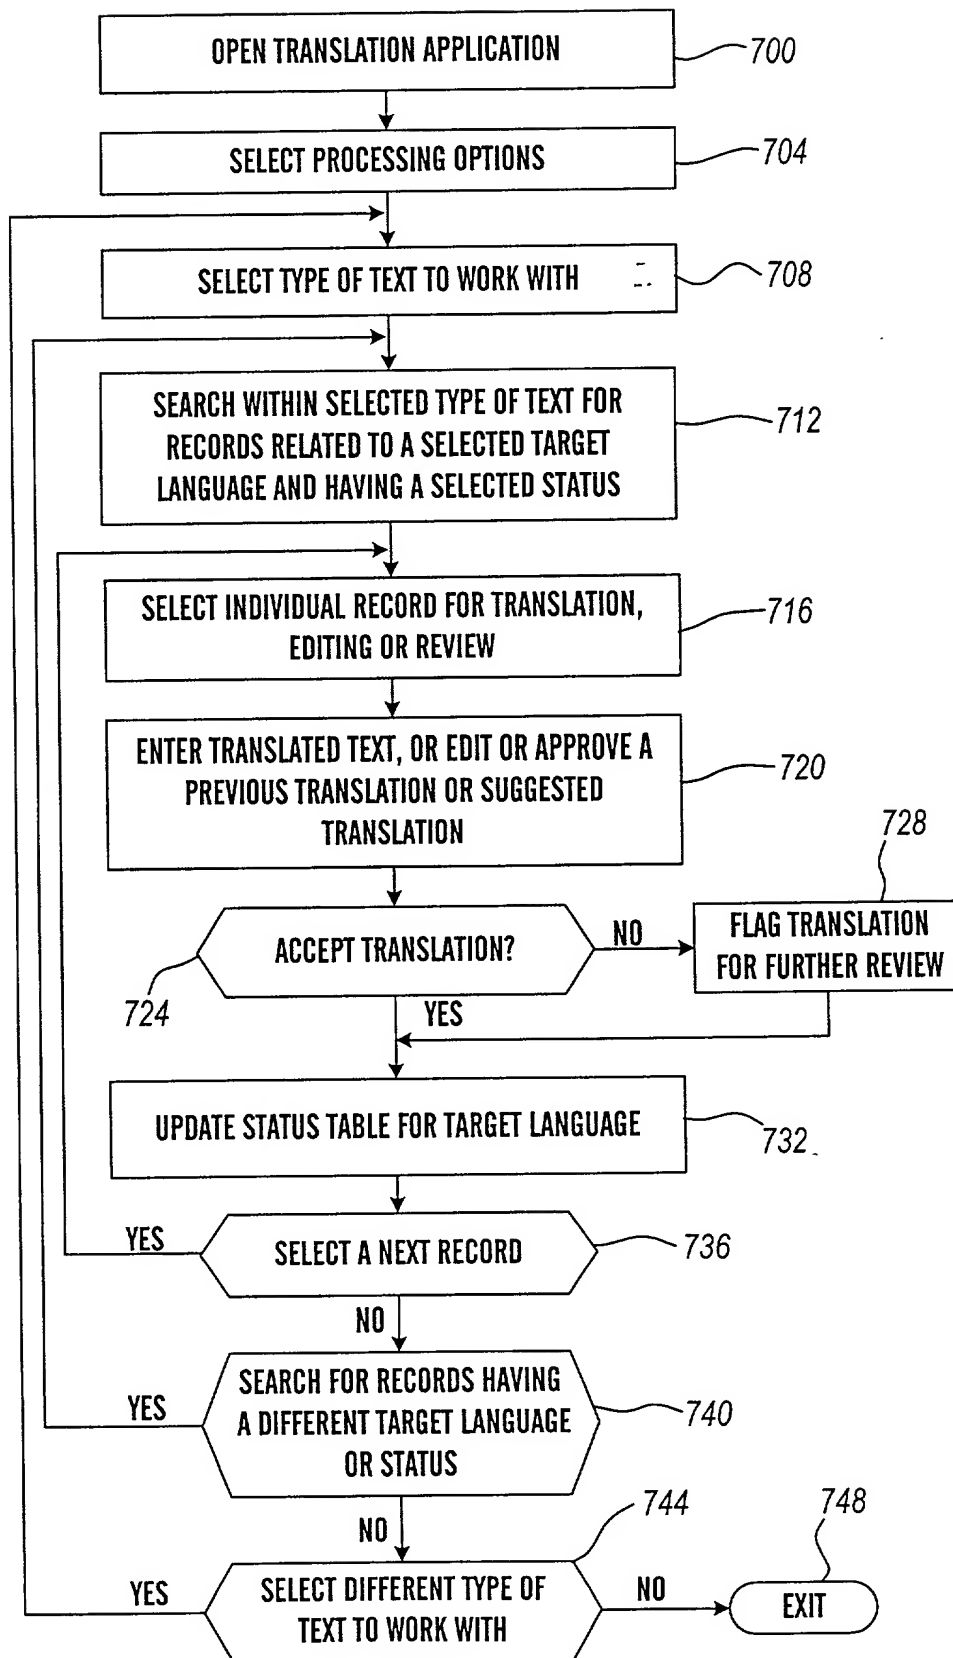 OPEN TRANSLATION APPLICATION
700
SELECT PROCESSING OPTIONS
704
SELECT TYPE OF TEXT TO WORK WITH
708
SEARCH WITHIN SELECTED TYPE OF TEXT FOR
RECORDS RELATED TO A SELECTED TARGET
LANGUAGE AND HAVING A SELECTED STATUS
712
SELECT INDIVIDUAL RECORD FOR TRANSLATION,
EDITING OR REVIEW
716
ENTER TRANSLATED TEXT, OR EDIT OR APPROVE A
PREVIOUS TRANSLATION OR SUGGESTED
TRANSLATION
720
728
ACCEPT TRANSLATION?
NO
FLAG TRANSLATION
FOR FURTHER REVIEW
724
YES
UPDATE STATUS TABLE FOR TARGET LANGUAGE
732
YES
SELECT A NEXT RECORD
736
NO
SEARCH FOR RECORDS HAVING
A DIFFERENT TARGET LANGUAGE
OR STATUS
YES
740
NO
744
748
YES
SELECT DIFFERENT TYPE OF
TEXT TO WORK WITH
NO
EXIT